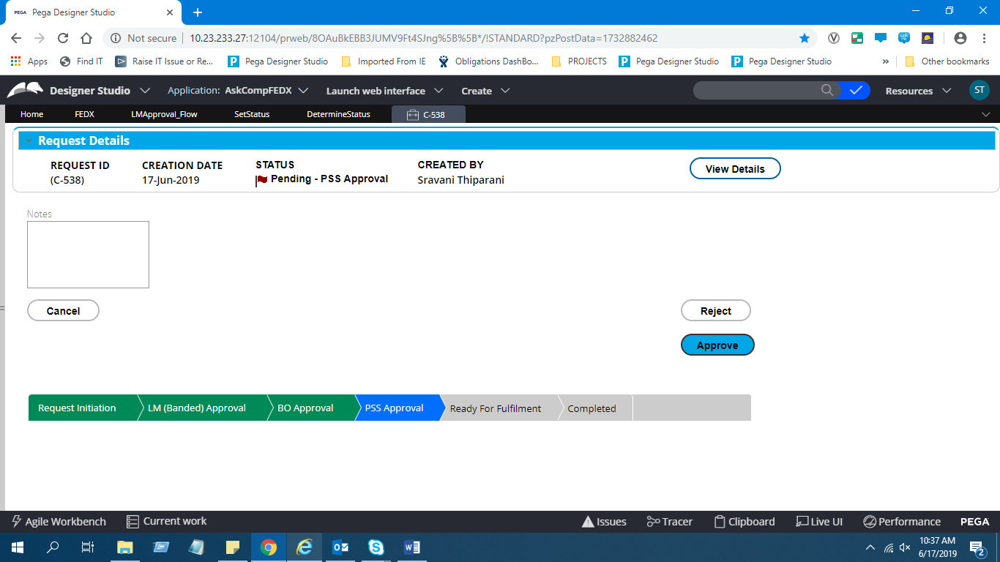 PEGA Pega Designer Studio
Not secure 10.23.233.27:12104/prweb/8OAuBkEBB3JUMV9Ft4SJng%5B%5B*/!STANDARD?pzPostData=1732882462
Apps Find IT Raise IT Issue or Re... Pega Designer Studio Imported From IE Obligations DashBo... PROJECTS Pega Designer Studio Pega Designer Studio » Other bookmarks
Designer Studio Application: AskCompFEDX Launch web interface Create Resources ST
Home FEDX LMApproval_Flow SetStatus DetermineStatus C-538
Request Details
REQUEST ID CREATION DATE STATUS CREATED BY
(C-538) 17-Jun-2019 Pending - PSS Approval Sravani Thiparani
View Details
Notes
Cancel Reject
Approve
Request Initiation LM (Banded) Approval BO Approval PSS Approval Ready For Fulfilment Completed
Agile Workbench Current work Issues Tracer Clipboard Live UI Performance PEGA
10:37 AM
6/17/2019
2